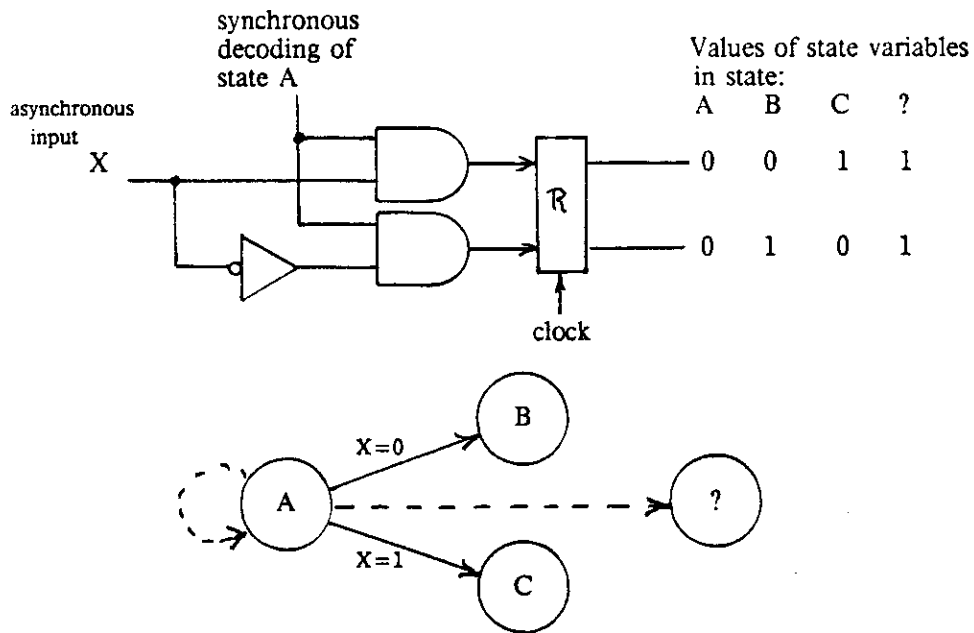 synchronous
decoding of
state A
asynchronous
input
X
Values of state variables
in state:
A B C ?
0 0 1 1
R
0 1 0 1
clock
B
X=0
A
?
X=1
C